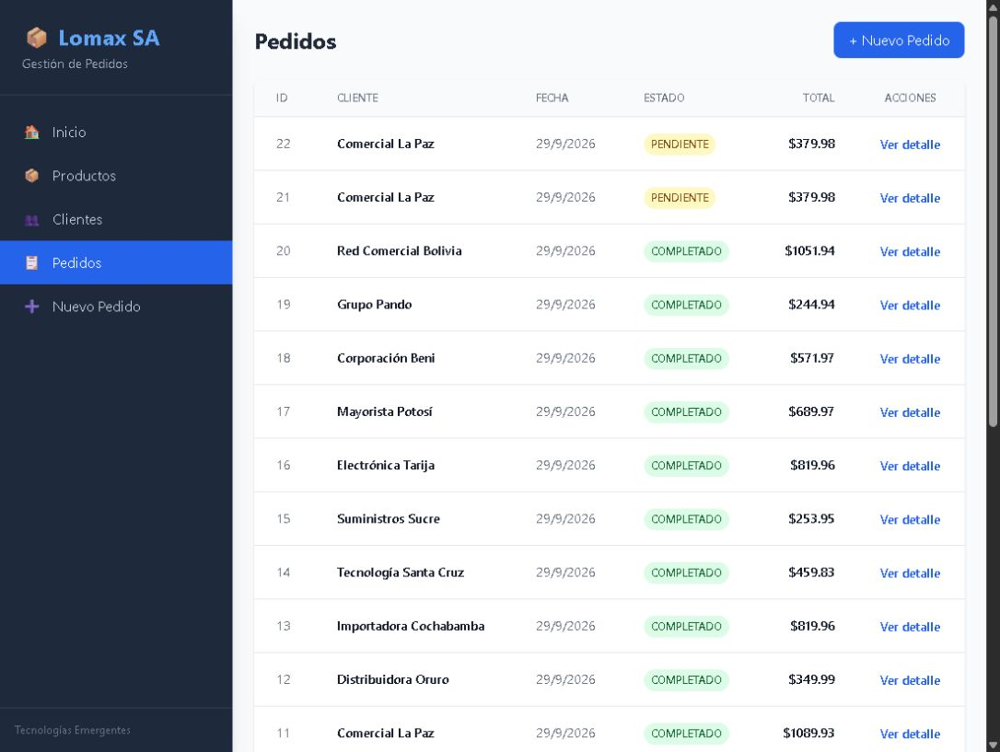 Lomax SA
Gestión de Pedidos
Inicio
Productos
Clientes
Pedidos
Nuevo Pedido
Tecnologías Emergentes
Pedidos
+ Nuevo Pedido
ID CLIENTE FECHA ESTADO TOTAL ACCIONES
22 Comercial La Paz 29/9/2026 PENDIENTE $379.98 Ver detalle
21 Comercial La Paz 29/9/2026 PENDIENTE $379.98 Ver detalle
20 Red Comercial Bolivia 29/9/2026 COMPLETADO $1051.94 Ver detalle
19 Grupo Pando 29/9/2026 COMPLETADO $244.94 Ver detalle
18 Corporación Beni 29/9/2026 COMPLETADO $571.97 Ver detalle
17 Mayorista Potosí 29/9/2026 COMPLETADO $689.97 Ver detalle
16 Electrónica Tarija 29/9/2026 COMPLETADO $819.96 Ver detalle
15 Suministros Sucre 29/9/2026 COMPLETADO $253.95 Ver detalle
14 Tecnología Santa Cruz 29/9/2026 COMPLETADO $459.83 Ver detalle
13 Importadora Cochabamba 29/9/2026 COMPLETADO $819.96 Ver detalle
12 Distribuidora Oruro 29/9/2026 COMPLETADO $349.99 Ver detalle
11 Comercial La Paz 29/9/2026 COMPLETADO $1089.93 Ver detalle